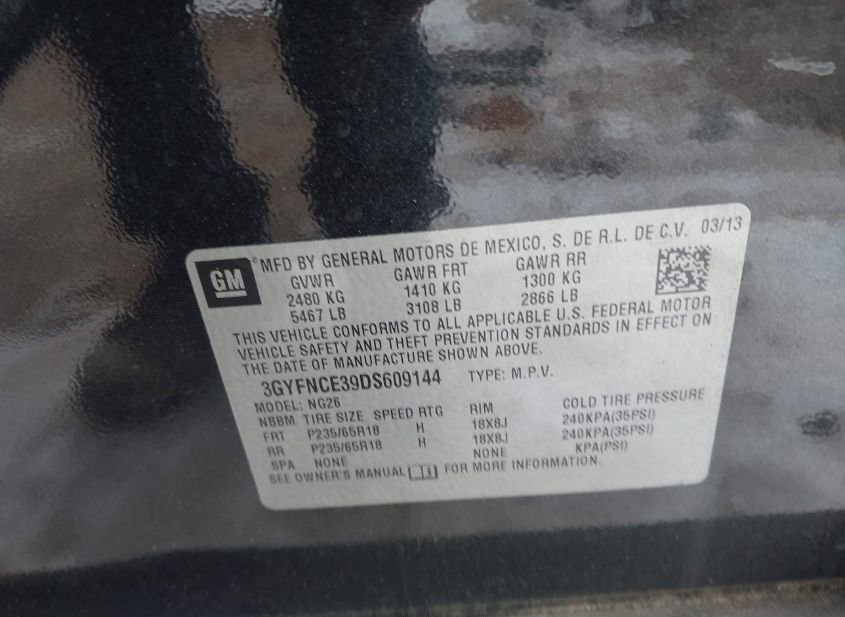 GM
MFD BY GENERAL MOTORS DE MEXICO, S. DE R.L. DE C.V. 03/13
GVWR GAWR FRT GAWR RR
2480 KG 1410 KG 1300 KG
5467 LB 3108 LB 2866 LB
THIS VEHICLE CONFORMS TO ALL APPLICABLE U.S. FEDERAL MOTOR
VEHICLE SAFETY AND THEFT PREVENTION STANDARDS IN EFFECT ON
THE DATE OF MANUFACTURE SHOWN ABOVE.
3GYFNCE39DS609144 TYPE: M.P.V.
MODEL: NG26
NBBM TIRE SIZE SPEED RTG RIM COLD TIRE PRESSURE
FRT P235/65R18 H 18X8J 240KPA(35PSI)
RR P235/65R18 H 18X8J 240KPA(35PSI)
SPA NONE NONE KPA(PSI)
SEE OWNER'S MANUAL FOR MORE INFORMATION.